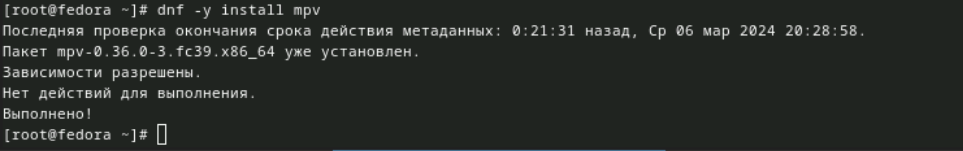 [root@fedora ~]# dnf -y install mpv
Последняя проверка окончания срока действия метаданных: 0:21:31 назад, Ср 06 мар 2024 20:28:58.
Пакет mpv-0.36.0-3.fc39.x86_64 уже установлен.
Зависимости разрешены.
Нет действий для выполнения.
Выполнено!
[root@fedora ~]#